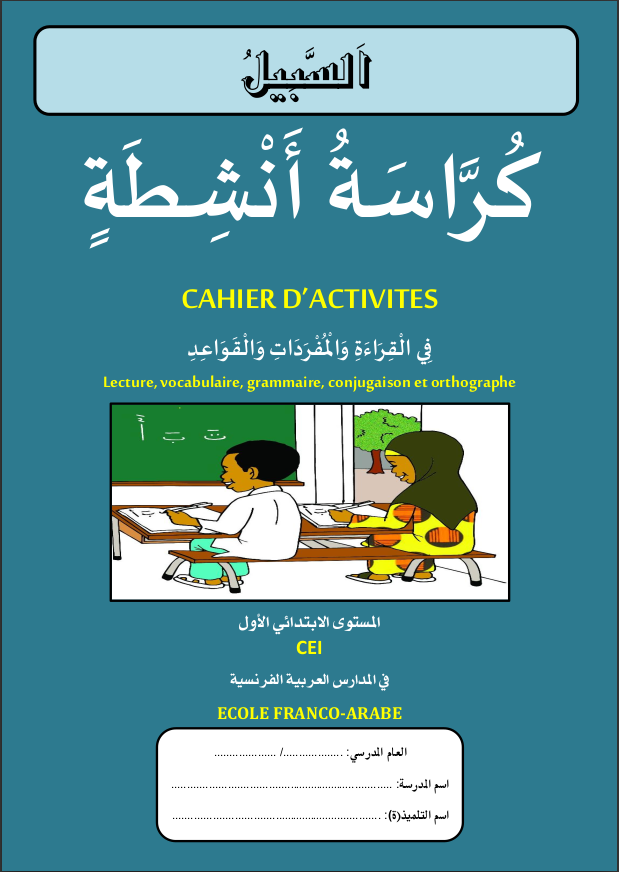 اَلسَّبِيلُ
كُرَّاسَةُ أَنْشِطَةٍ
CAHIER D’ACTIVITES
فِي الْقِرَاءَةِ وَالْمُفْرَدَاتِ وَالْقَوَاعِدِ
Lecture, vocabulaire, grammaire, conjugaison et orthographe
أَ بَ تَ
المستوى الابتدائي الأول
CEI
في المدارس العربية الفرنسية
ECOLE FRANCO-ARABE
العام المدرسي: .................../ ...................
اسم المدرسة: ......................................................................
اسم التلميذ(ة): ..................................................................